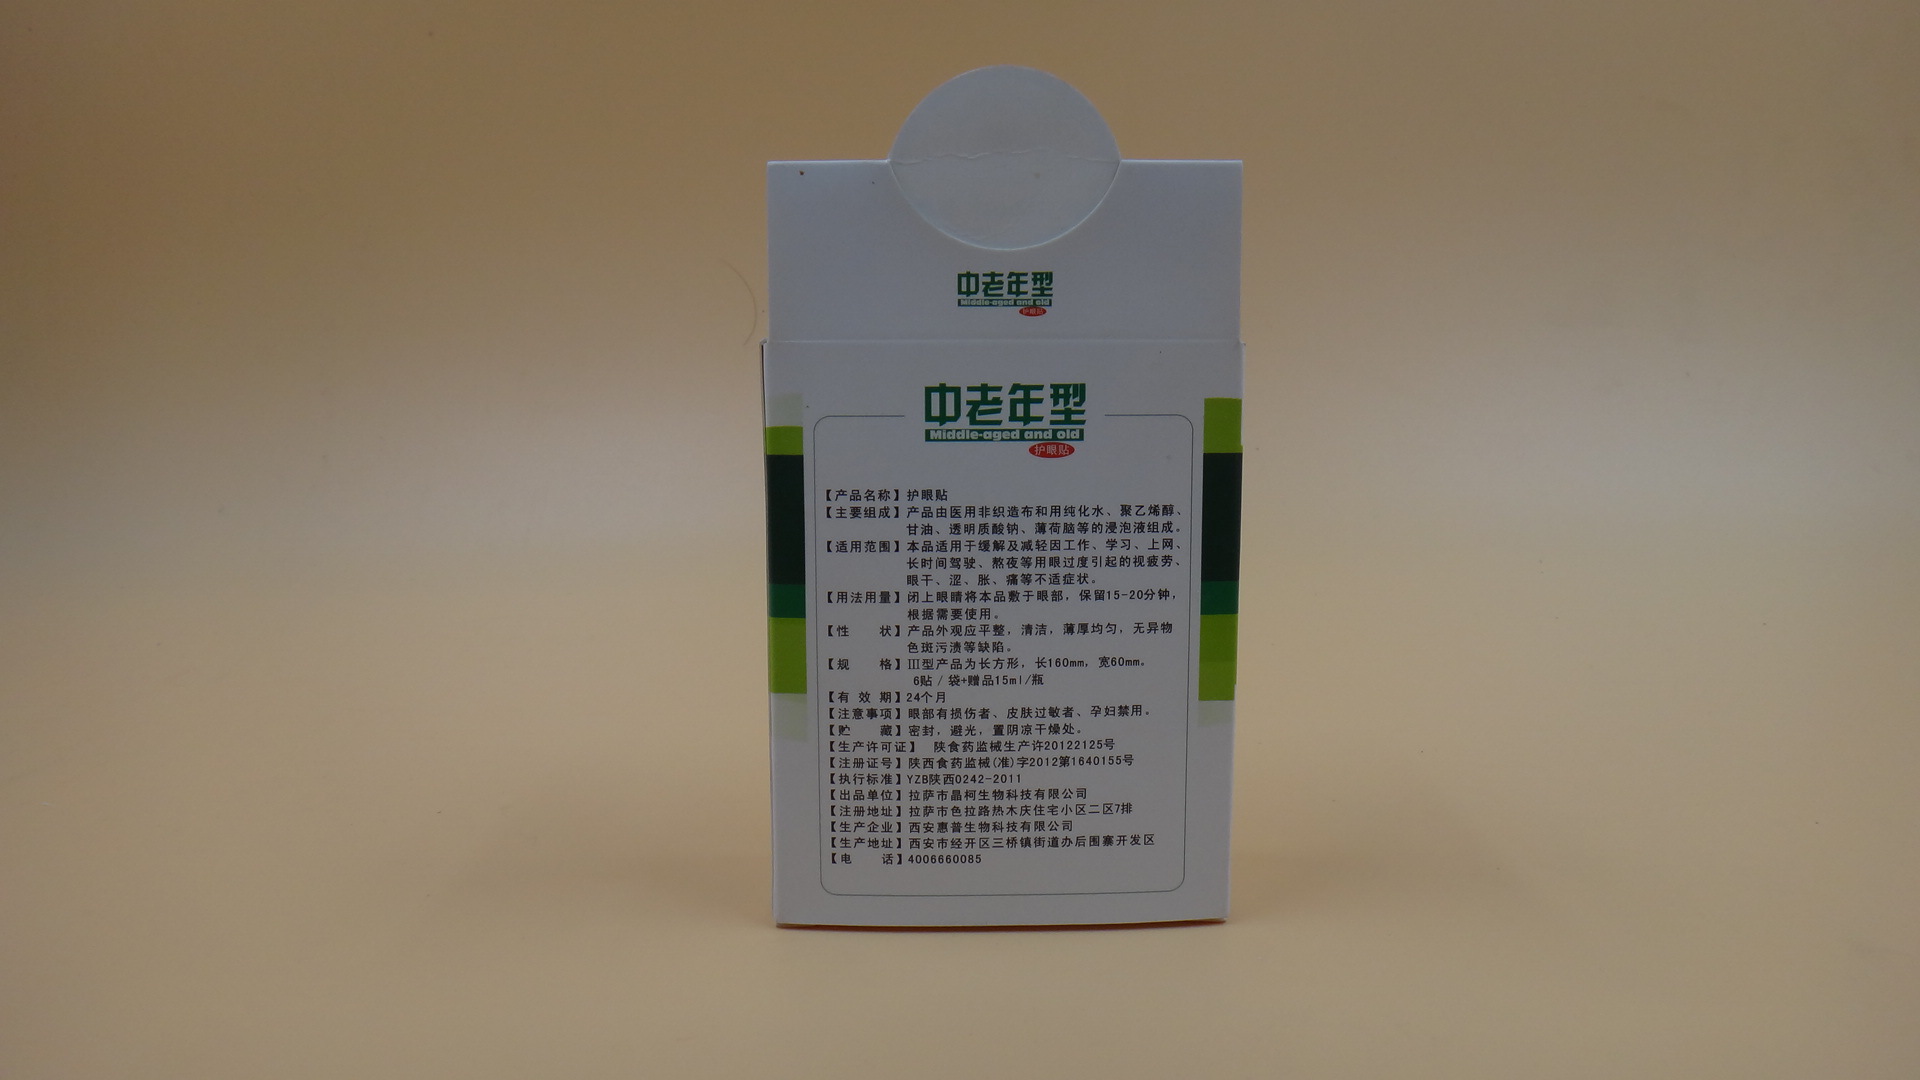 中老年型
Middle-aged and old
护眼贴
中老年型
Middle-aged and old
护眼贴
【产品名称】护眼贴
【主要组成】产品由医用非织造布和用纯化水、聚乙烯醇、
甘油、透明质酸钠、薄荷脑等的浸泡液组成。
【适用范围】本品适用于缓解及减轻因工作、学习、上网、
长时间驾驶、熬夜等用眼过度引起的视疲劳、
眼干、涩、胀、痛等不适症状。
【用法用量】闭上眼睛将本品敷于眼部，保留15-20分钟，
根据需要使用。
【性　　状】产品外观应平整，清洁，薄厚均匀，无异物
色斑污渍等缺陷。
【规　　格】III型产品为长方形，长160mm，宽60mm。
6贴 / 袋+赠品15ml/瓶
【有 效 期】24个月
【注意事项】眼部有损伤者、皮肤过敏者、孕妇禁用。
【贮　　藏】密封，避光，置阴凉干燥处。
【生产许可证】 陕食药监械生产许20122125号
【注册证号】陕西食药监械(准)字2012第1640155号
【执行标准】YZB陕西0242-2011
【出品单位】拉萨市晶柯生物科技有限公司
【注册地址】拉萨市色拉路热木庆住宅小区二区7排
【生产企业】西安惠普生物科技有限公司
【生产地址】西安市经开区三桥镇街道办后围寨开发区
【电　　话】4006660085